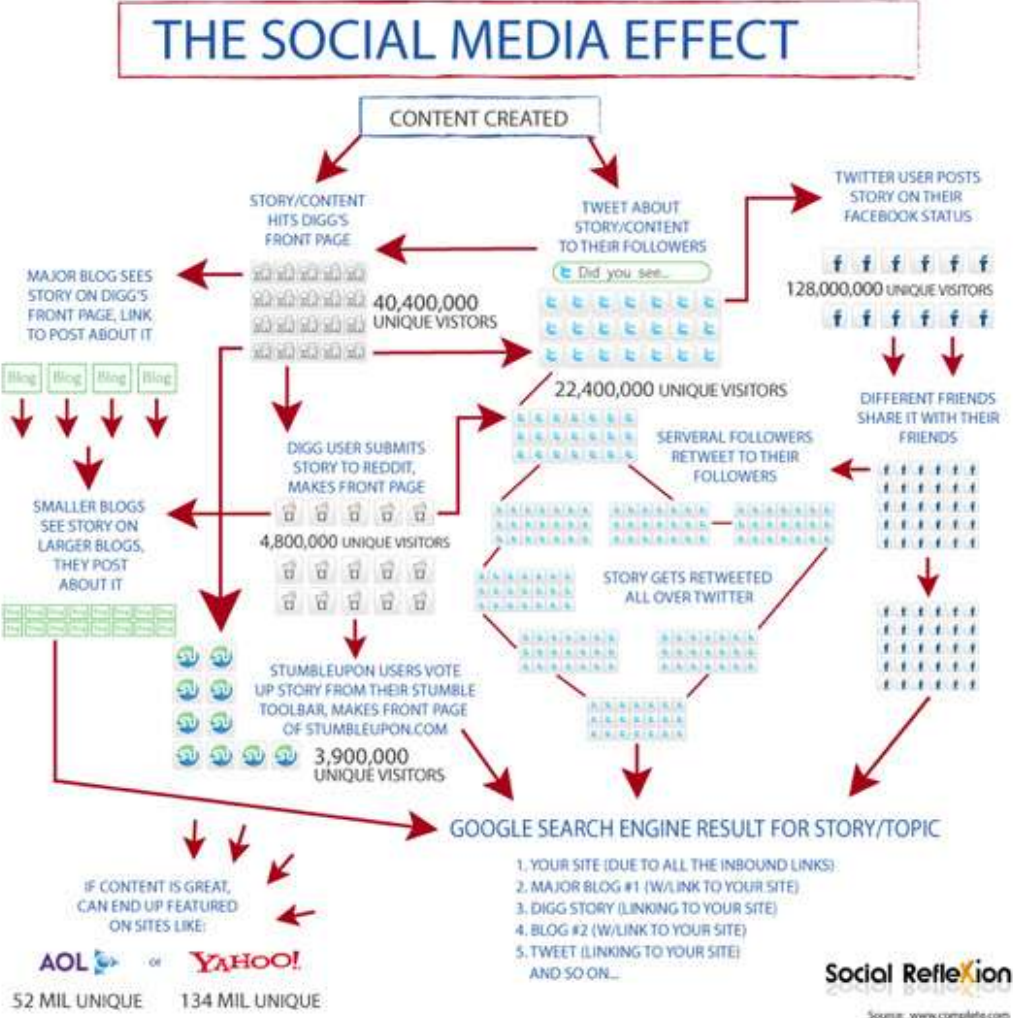 THE SOCIAL MEDIA EFFECT
CONTENT CREATED
STORY/CONTENT
HITS DIGG'S
FRONT PAGE
40,400,000
UNIQUE VISTORS
TWEET ABOUT
STORY/CONTENT
TO THEIR FOLLOWERS
Did you see...
22,400,000 UNIQUE VISITORS
TWITTER USER POSTS
STORY ON THEIR
FACEBOOK STATUS
128,000,000 UNIQUE VISITORS
MAJOR BLOG SEES
STORY ON DIGG'S
FRONT PAGE, LINK
TO POST ABOUT IT
Blog Blog Blog Blog
DIFFERENT FRIENDS
SHARE IT WITH THEIR
FRIENDS
SERVERAL FOLLOWERS
RETWEET TO THEIR
FOLLOWERS
DIGG USER SUBMITS
STORY TO REDDIT,
MAKES FRONT PAGE
4,800,000 UNIQUE VISITORS
SMALLER BLOGS
SEE STORY ON
LARGER BLOGS,
THEY POST
ABOUT IT
STORY GETS RETWEETED
ALL OVER TWITTER
STUMBLEUPON USERS VOTE
UP STORY FROM THEIR STUMBLE
TOOLBAR, MAKES FRONT PAGE
OF STUMBLEUPON.COM
3,900,000
UNIQUE VISITORS
GOOGLE SEARCH ENGINE RESULT FOR STORY/TOPIC
1. YOUR SITE (DUE TO ALL THE INBOUND LINKS)
2. MAJOR BLOG #1 (W/LINK TO YOUR SITE)
3. DIGG STORY (LINKING TO YOUR SITE)
4. BLOG #2 (W/LINK TO YOUR SITE)
5. TWEET (LINKING TO YOUR SITE)
AND SO ON...
IF CONTENT IS GREAT,
CAN END UP FEATURED
ON SITES LIKE:
AOL or YAHOO!
52 MIL UNIQUE 134 MIL UNIQUE
Social RefleXion
Source: www.complete.com